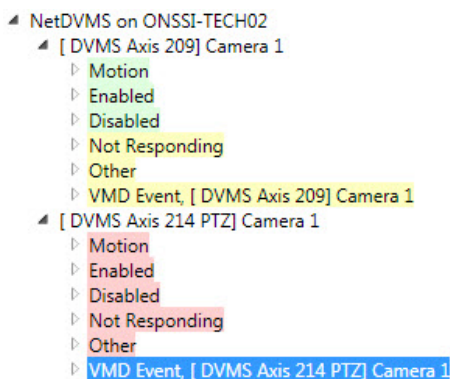 NetDVMS on ONSSI-TECH02
[ DVMS Axis 209] Camera 1
Motion
Enabled
Disabled
Not Responding
Other
VMD Event, [ DVMS Axis 209] Camera 1
[ DVMS Axis 214 PTZ] Camera 1
Motion
Enabled
Disabled
Not Responding
Other
VMD Event, [ DVMS Axis 214 PTZ] Camera 1